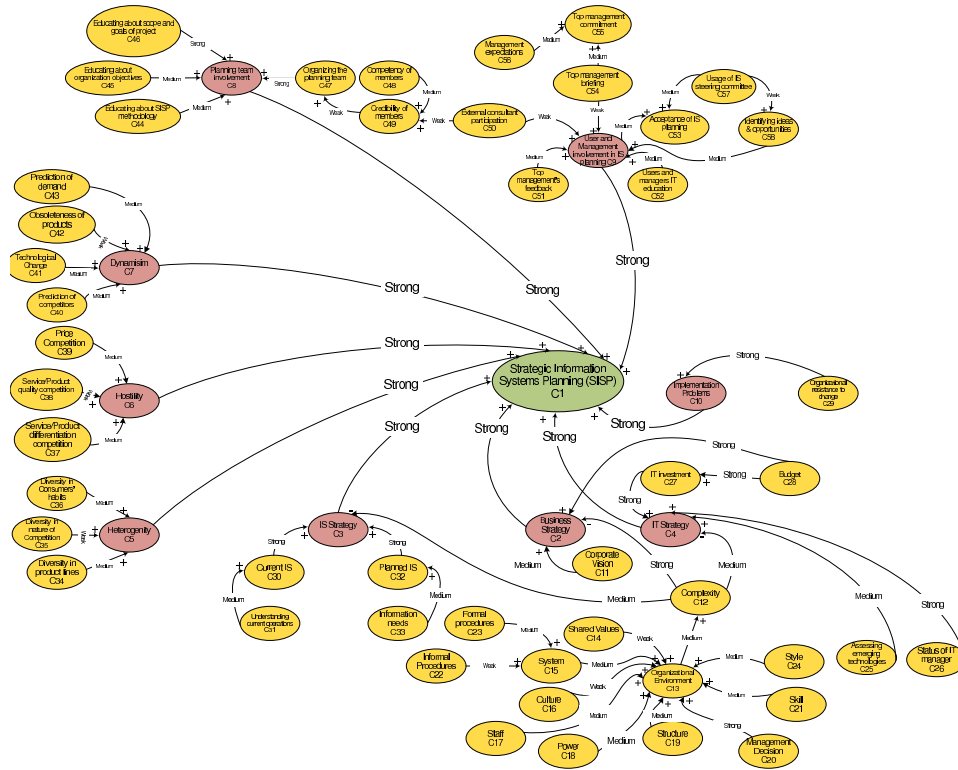 Educating about scope and
goals of project
C46
Strong
+
Educating about
organization objectives
C45
Medium
+
Planning team
involvement
C8
+
Strong
Educating about SISP
methodology
C44
Medium
+
Organizing the
planning team
C47
+
Competency of
members
C48
Medium
+
Weak
Credibility of
members
C49
+
Weak
External consultant
participation
C50
Weak
+
Top management
commitment
C55
+
+
Management
expectations
C56
Medium
Medium
Top management
briefing
C54
Weak
+
Usage of IS
steering committee
C57
Medium
+
Weak
+
Acceptance of IS
planning
C53
+
Medium
Identifying ideas
& opportunities
C58
Medium
+
User and
Management
involvement in IS
planning C9
Medium
+
Top
management's
feedback
C51
Medium
+
Users and
managers IT
education
C52
Prediction of
demand
C43
Medium
+
Obsoleteness of
products
C42
Weak
+
Technological
Change
C41
Medium
+
Dynamisim
C7
Prediction of
competitors
C40
Medium
+
Strong
Strong
Strong
Price
Competition
C39
Medium
+
Service/Product
quality competition
C38
Weak
+
Hostility
C6
Service/Product
differentiation
competition
C37
Medium
+
Strong
Strong
Strong
+
+
+
+
+
+
Strategic Information
Systems Planning (SISP)
C1
+
+
+
+
Implementation
Problems
C10
+
Strong
Organizational
resistance to
change
C29
Strong
Strong
Strong
Diversity in
Consumers"
habits
C36
Medium
+
Diversity in
nature of
Competition
C35
Weak
+
Heterogenity
C5
Diversity in
product lines
C34
Medium
+
IS Strategy
C3
+
+
-
Strong
Strong
Current IS
C30
+
Medium
Understanding
current operations
C31
Planned IS
C32
+
Medium
Information
needs
C33
Business
Strategy
C2
+
+
-
Medium
Corporate
Vision
C11
Strong
IT investment
C27
+
Strong
Budget
C28
Strong
Strong
+
+
IT Strategy
C4
+
+
-
Medium
Medium
Complexity
C12
+
Medium
Assessing
emerging
technologies
C25
Medium
Status of IT
manager
C26
Strong
Formal
procedures
C23
Medium
+
Informal
Procedures
C22
Weak
+
System
C15
Medium
+
Shared Values
C14
Weak
+
Culture
C16
Weak
+
Staff
C17
Medium
+
Power
C18
Medium
+
Structure
C19
Medium
+
Organizational
Environment
C13
Management
Decision
C20
Strong
+
Skill
C21
Medium
+
Style
C24
Medium
+